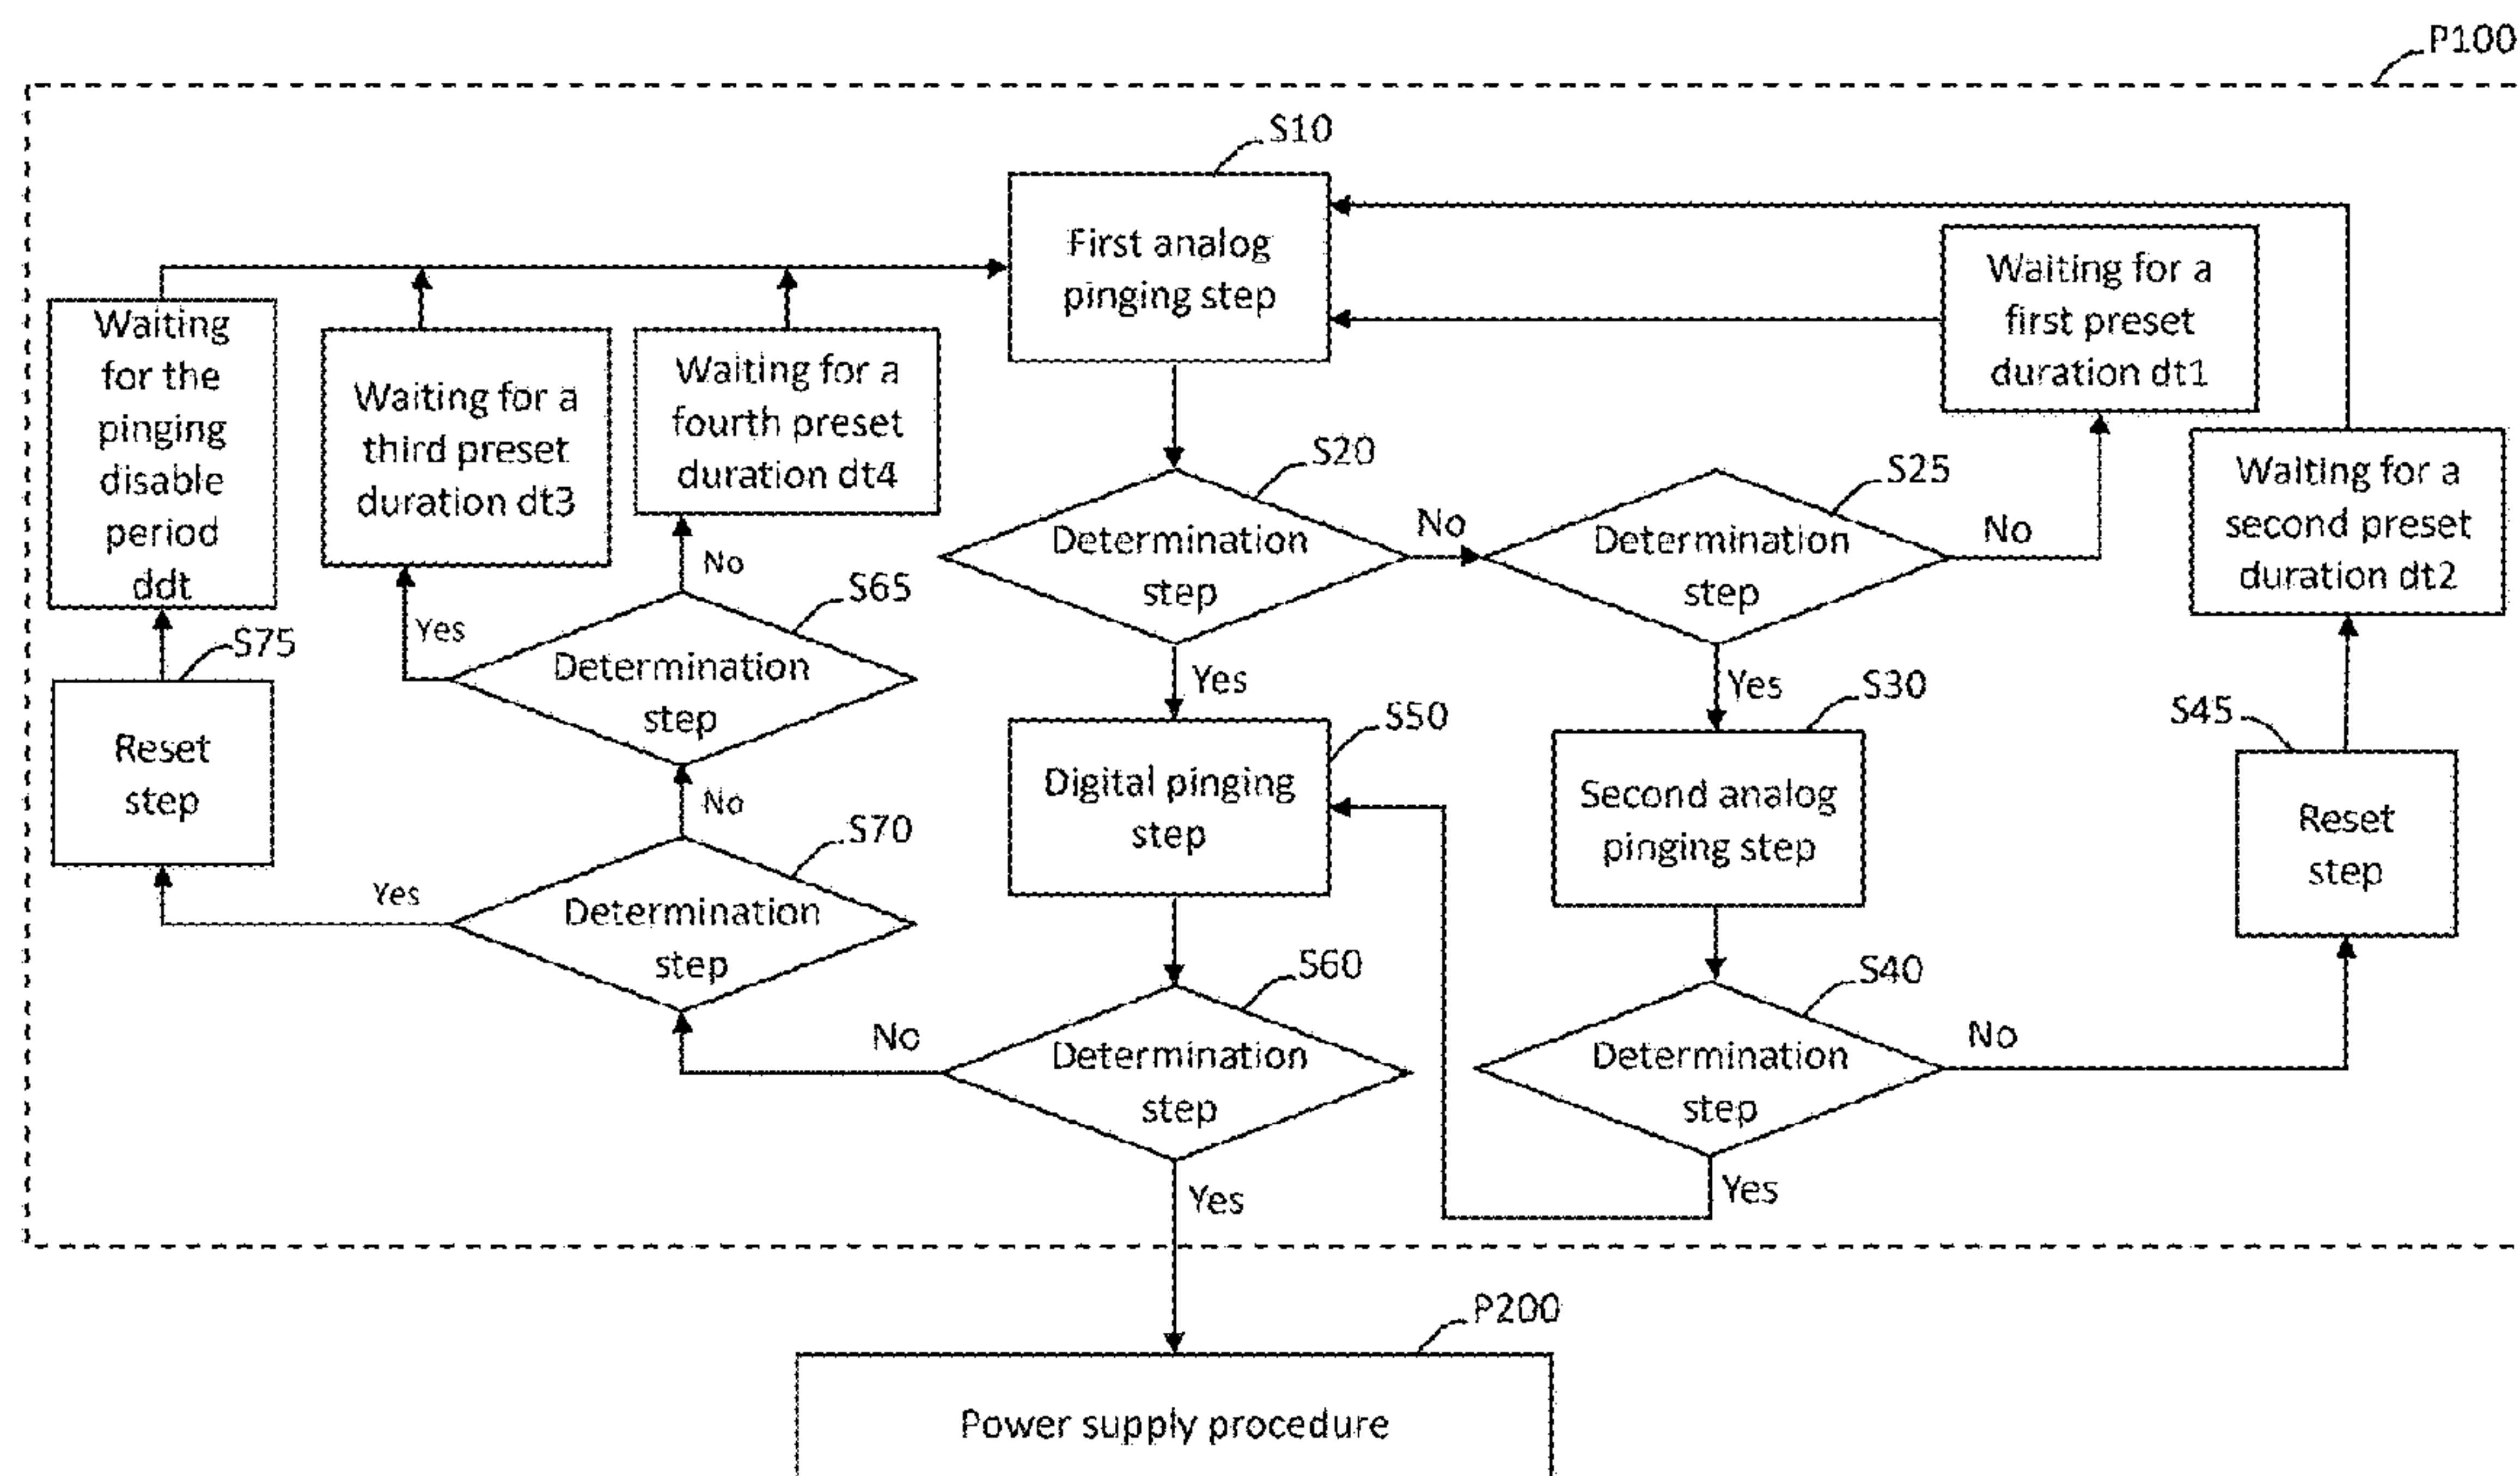 P100
S10
First analog
pinging step
Waiting for a
first preset
duration dt1
Waiting
for the
pinging
disable
period
ddt
Waiting for a
third preset
duration dt3
Waiting for a
fourth preset
duration dt4
S20
Determination
step
No
S25
Determination
step
No
Waiting for a
second preset
duration dt2
No
S65
Yes
Determination
step
S75
Reset
step
Yes
S50
Digital pinging
step
Yes
S30
Second analog
pinging step
S45
Reset
step
No
S70
Yes
Determination
step
No
S60
Determination
step
S40
Determination
step
No
Yes
Yes
P200
Power supply procedure